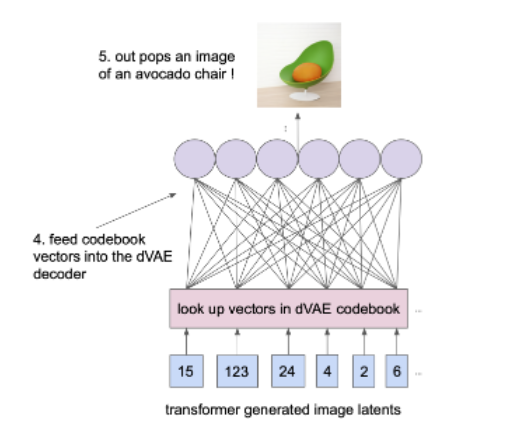 5. out pops an image
of an avocado chair !
4. feed codebook
vectors into the dVAE
decoder
look up vectors in dVAE codebook ...
15 123 24 4 2 6 ...
transformer generated image latents